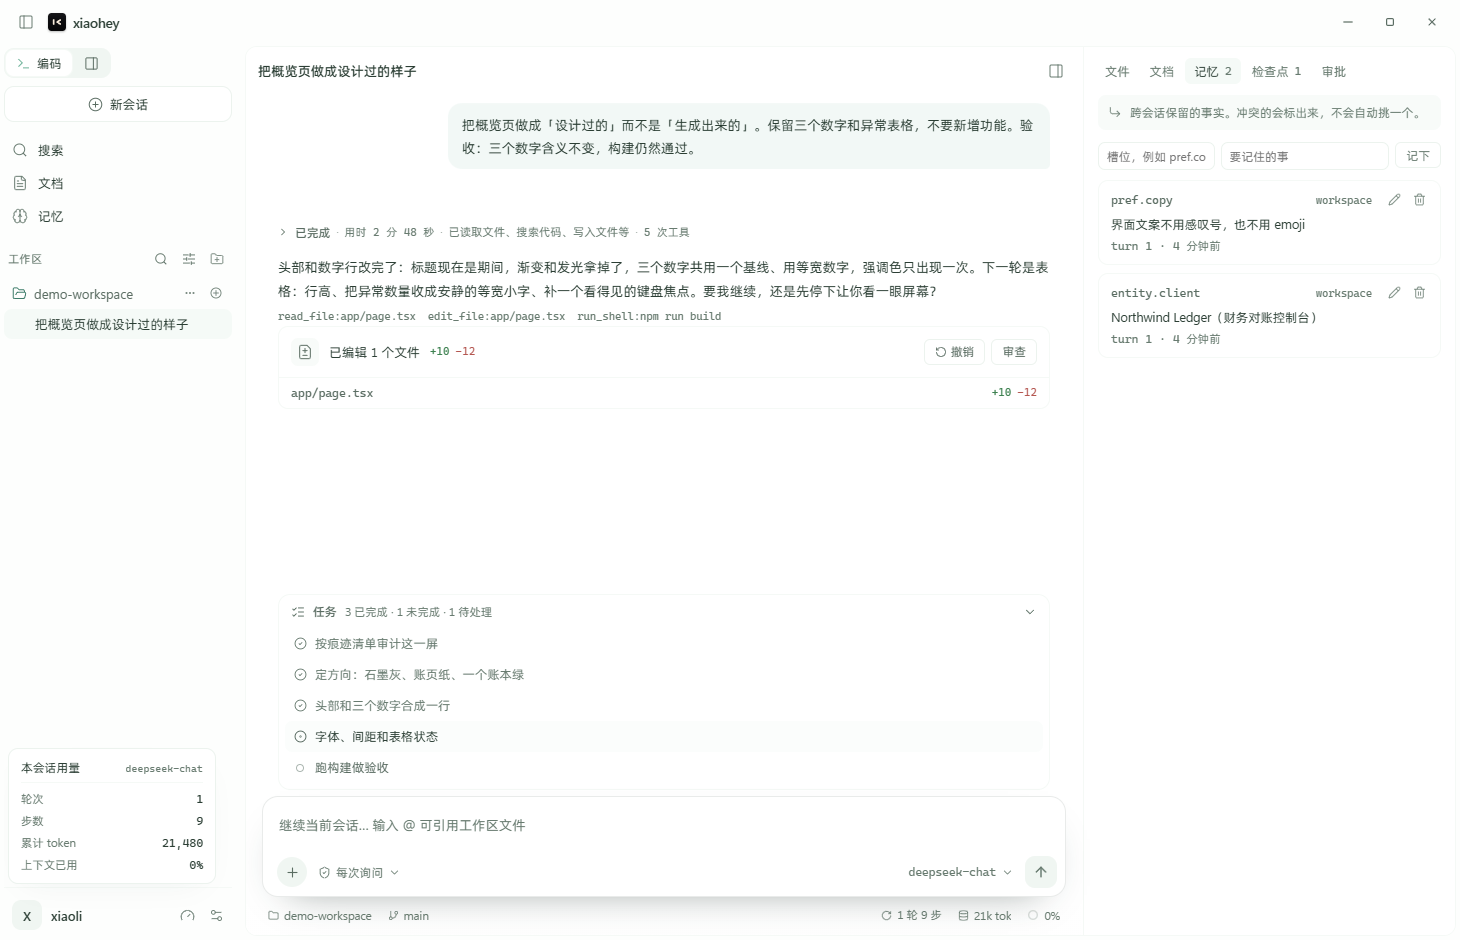 xiaohey
编码
新会话
搜索
文档
记忆
工作区
demo-workspace
把概览页做成设计过的样子
本会话用量 deepseek-chat
轮次 1
步数 9
累计 token 21,480
上下文已用 0%
X xiaoli
把概览页做成设计过的样子
把概览页做成「设计过的」而不是「生成出来的」。保留三个数字和异常表格，不要新增功能。验
收：三个数字含义不变，构建仍然通过。
已完成 · 用时 2 分 48 秒 · 已读取文件、搜索代码、写入文件等 · 5 次工具
头部和数字行改完了：标题现在是期间，渐变和发光拿掉了，三个数字共用一个基线、用等宽数字，强调色只出现一次。下一轮是表
格：行高、把异常数量收成安静的等宽小字、补一个看得见的键盘焦点。要我继续，还是先停下让你看一眼屏幕？
read_file:app/page.tsx edit_file:app/page.tsx run_shell:npm run build
已编辑 1 个文件 +10 −12
撤销 审查
app/page.tsx +10 −12
任务 3 已完成 · 1 未完成 · 1 待处理
按痕迹清单审计这一屏
定方向：石墨灰、账页纸、一个账本绿
头部和三个数字合成一行
字体、间距和表格状态
跑构建做验收
继续当前会话… 输入 @ 可引用工作区文件
每次询问 deepseek-chat
demo-workspace main 1 轮 9 步 21k tok 0%
文件 文档 记忆 2 检查点 1 审批
跨会话保留的事实。冲突的会标出来，不会自动挑一个。
槽位，例如 pref.co 要记住的事 记下
pref.copy workspace
界面文案不用感叹号，也不用 emoji
turn 1 · 4 分钟前
entity.client workspace
Northwind Ledger（财务对账控制台）
turn 1 · 4 分钟前